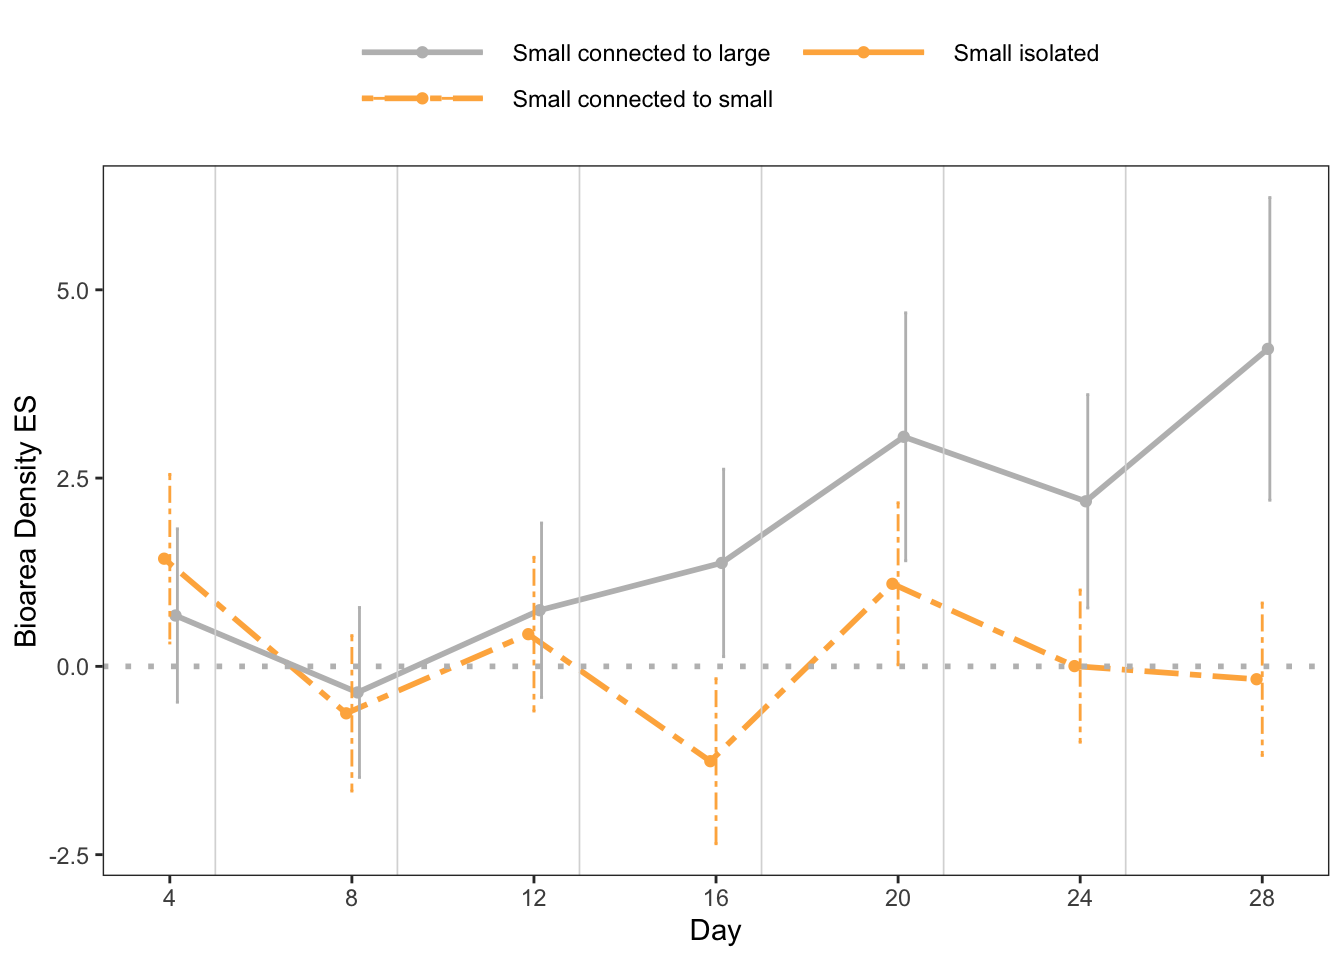 Small connected to large
Small isolated
Small connected to small
Bioarea Density ES
5.0
2.5
0.0
-2.5
4 8 12 16 20 24 28
Day